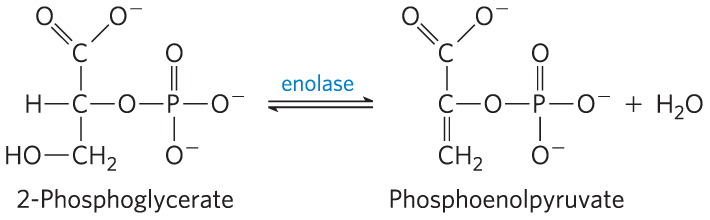 O O⁻ O O⁻
C O C O
enolase
H—C—O—P—O⁻ C—O—P—O⁻ + H₂O
HO—CH₂ O⁻ CH₂ O⁻
2-Phosphoglycerate Phosphoenolpyruvate